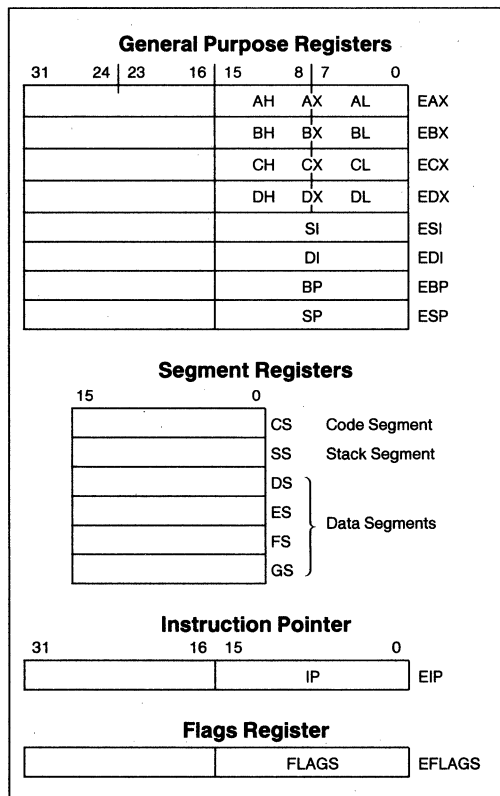 General Purpose Registers
31 24 23 16 15 8 7 0
AH AX AL EAX
BH BX BL EBX
CH CX CL ECX
DH DX DL EDX
SI ESI
DI EDI
BP EBP
SP ESP
Segment Registers
15 0
CS Code Segment
SS Stack Segment
DS
ES
Data Segments
FS
GS
Instruction Pointer
31 16 15 0
IP EIP
Flags Register
FLAGS EFLAGS